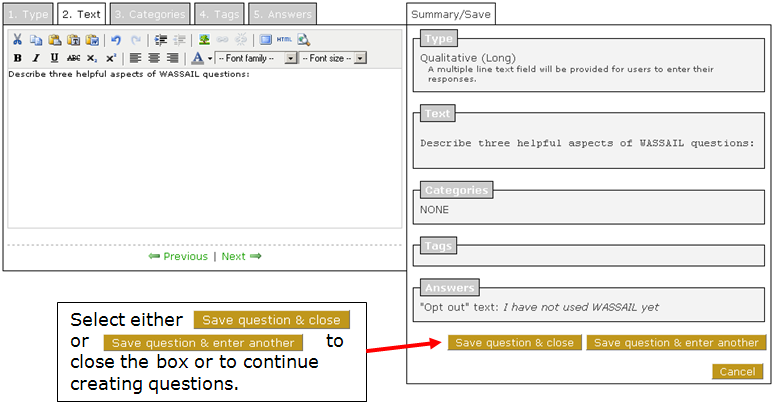 1. Type
2. Text
3. Categories
4. Tags
5. Answers
B I U ABC x₂ x² A -- Font family -- -- Font size --
HTML
Describe three helpful aspects of WASSAIL questions:
Previous | Next
Summary/Save
Type
Qualitative (Long)
A multiple line text field will be provided for users to enter their
responses.
Text
Describe three helpful aspects of WASSAIL questions:
Categories
NONE
Tags
Answers
"Opt out" text: I have not used WASSAIL yet
Save question & close
Save question & enter another
Cancel
Select either Save question & close
or Save question & enter another to
close the box or to continue
creating questions.